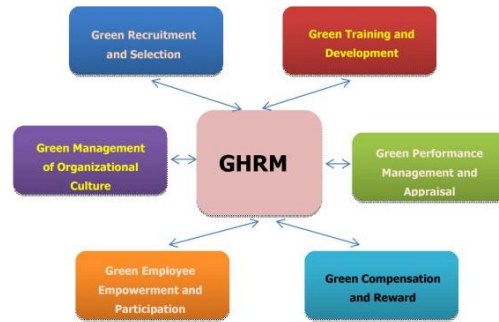 Green Recruitment
and Selection
Green Training and
Development
Green Management
of Organizational
Culture
GHRM
Green Performance
Management and
Appraisal
Green Employee
Empowerment and
Participation
Green Compensation
and Reward